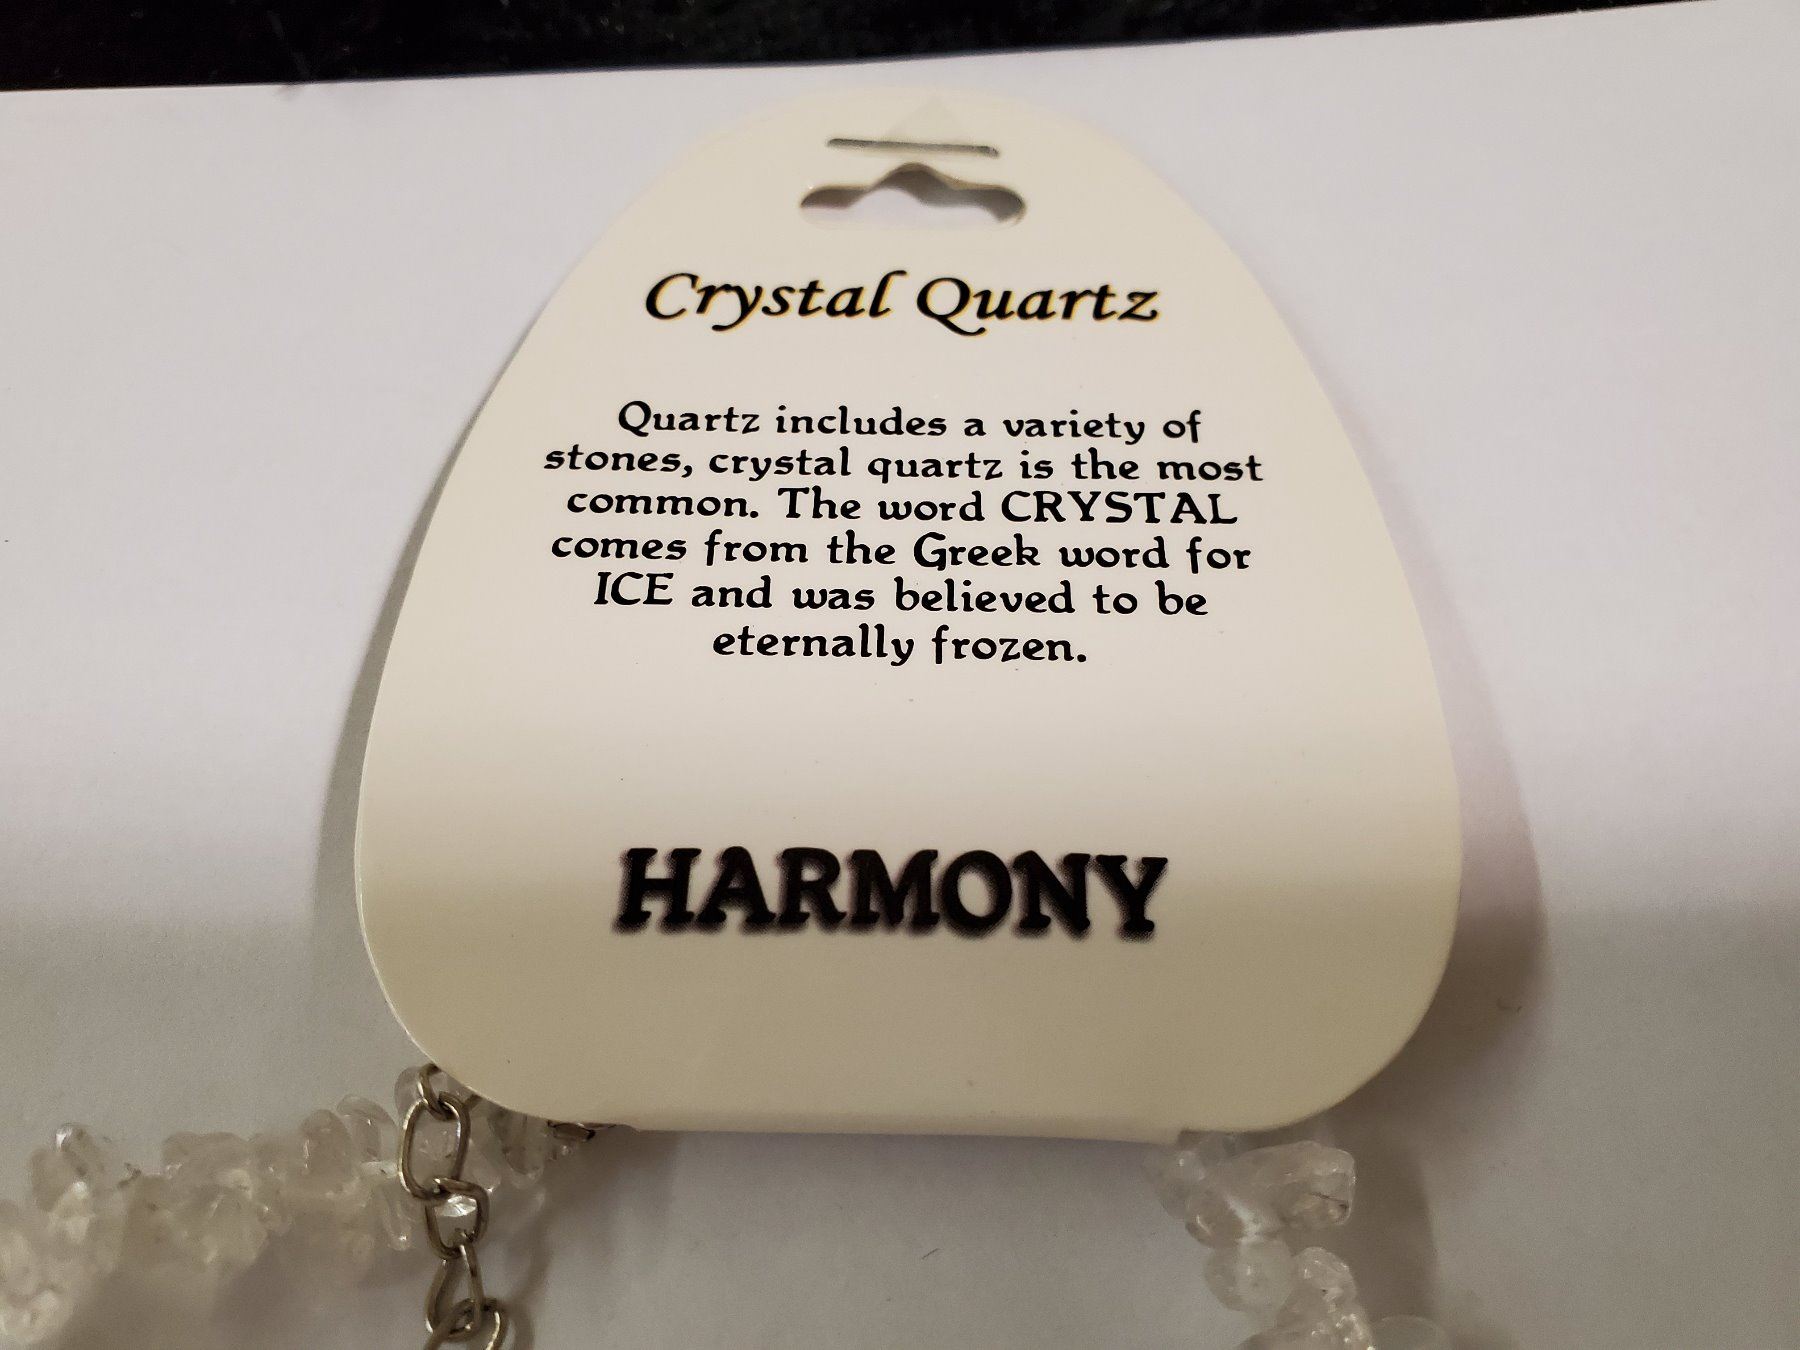 Crystal Quartz
Quartz includes a variety of
stones, crystal quartz is the most
common. The word CRYSTAL
comes from the Greek word for
ICE and was believed to be
eternally frozen.
HARMONY